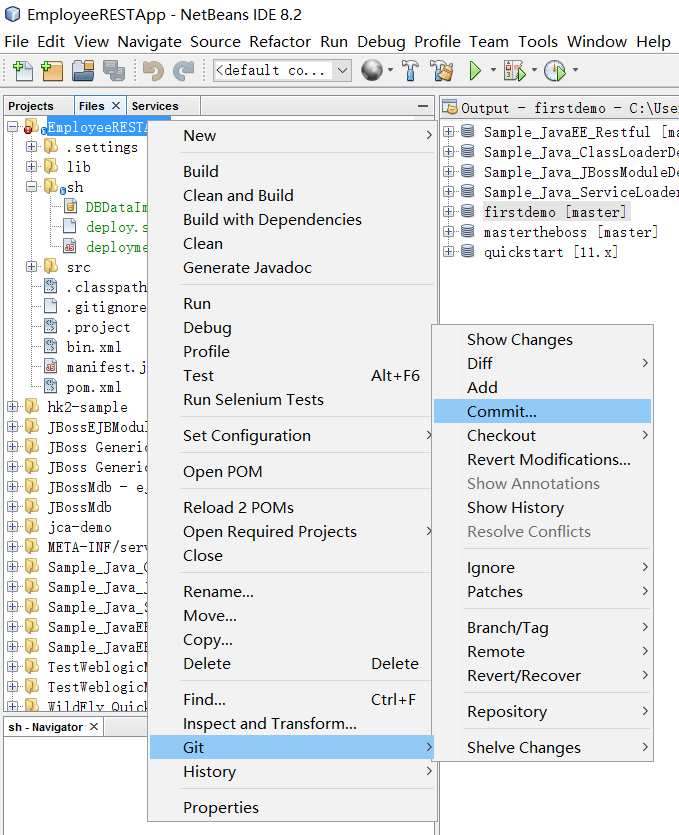 EmployeeRESTApp - NetBeans IDE 8.2
File Edit View Navigate Source Refactor Run Debug Profile Team Tools Window Help
<default co...
Projects Files Services
Output - firstdemo - C:\User
EmployeeRESTA
.settings
lib
sh
DBDataIm
deploy.s
deployme
src
.classpath
.gitignore
.project
bin.xml
manifest.j
pom.xml
hk2-sample
JBossEJBModul
JBoss Generic
JBoss Generic
JBossMdb - ej
JBossMdb
jca-demo
META-INF/serv
Sample_Java_C
Sample_Java_J
Sample_Java_S
Sample_JavaEE
Sample_JavaEE
TestWeblogicM
TestWeblogicM
WildFly Quick
sh - Navigator
New
Build
Clean and Build
Build with Dependencies
Clean
Generate Javadoc
Run
Debug
Profile
Test Alt+F6
Run Selenium Tests
Set Configuration
Open POM
Reload 2 POMs
Open Required Projects
Close
Rename...
Move...
Copy...
Delete Delete
Find... Ctrl+F
Inspect and Transform...
Git
History
Properties
Sample_JavaEE_Restful [ma
Sample_Java_ClassLoaderDe
Sample_Java_JBossModuleDe
Sample_Java_ServiceLoader
firstdemo [master]
mastertheboss [master]
quickstart [11.x]
Show Changes
Diff
Add
Commit...
Checkout
Revert Modifications...
Show Annotations
Show History
Resolve Conflicts
Ignore
Patches
Branch/Tag
Remote
Revert/Recover
Repository
Shelve Changes